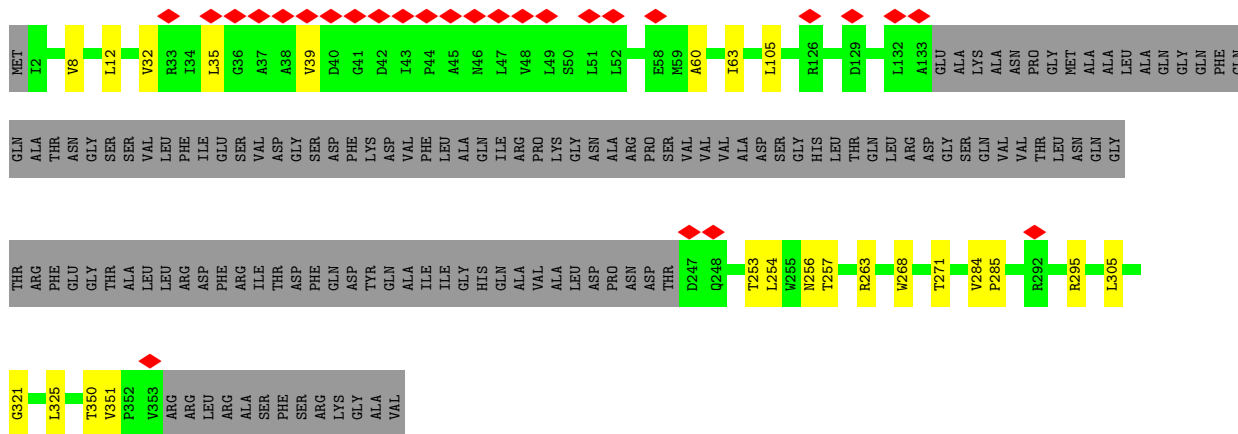 MET I2 V8 L12 V32 R33 I34 L35 G36 A37 A38 V39 D40 G41 D42 I43 P44 A45 N46 L47 V48 L49 S50 L51 L52 E58 M59 A60 I63 L105 R126 D129 L132 A133 GLU ALA LYS ALA ASN PRO GLY MET ALA ALA LEU ALA GLN GLY GLN PHE GLN
GLN ALA THR ASN GLY SER SER VAL LEU PHE ILE GLU SER VAL ASP GLY SER ASP PHE LYS ASP VAL PHE LEU ALA GLN ILE ARG PRO LYS GLY ASN ALA ARG PRO SER VAL VAL VAL ALA ASP SER GLY HIS LEU THR GLN LEU ARG ASP GLY SER GLN VAL VAL THR LEU ASN GLN GLY
THR ARG PHE GLU GLY THR ALA LEU LEU ARG ASP PHE ARG ILE THR ASP PHE GLN ASP TYR GLN ALA ILE ILE GLY HIS GLN ALA VAL ALA LEU ASP PRO ASN ASP THR D247 Q248 T253 L254 W255 N256 T257 R263 W268 T271 V284 P285 R292 R295 L305
G321 L325 T350 V351 P352 V353 ARG ARG LEU ARG ALA SER PHE SER ARG LYS GLY ALA VAL